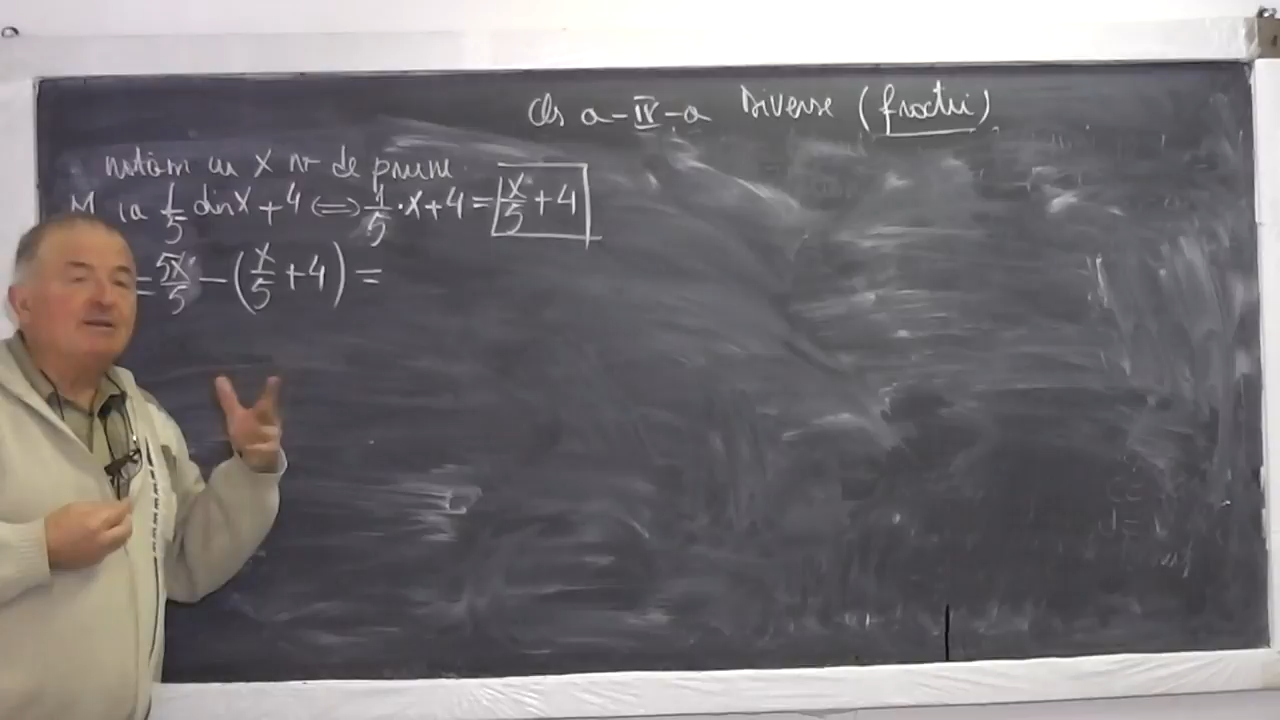 Cls a-IV-a Diverse (fractii)
notăm cu x nr de prune.
M ia 1/5 din x + 4 <=> 1/5 · x + 4 = x/5 + 4
= 5x/5 - (x/5 + 4) =